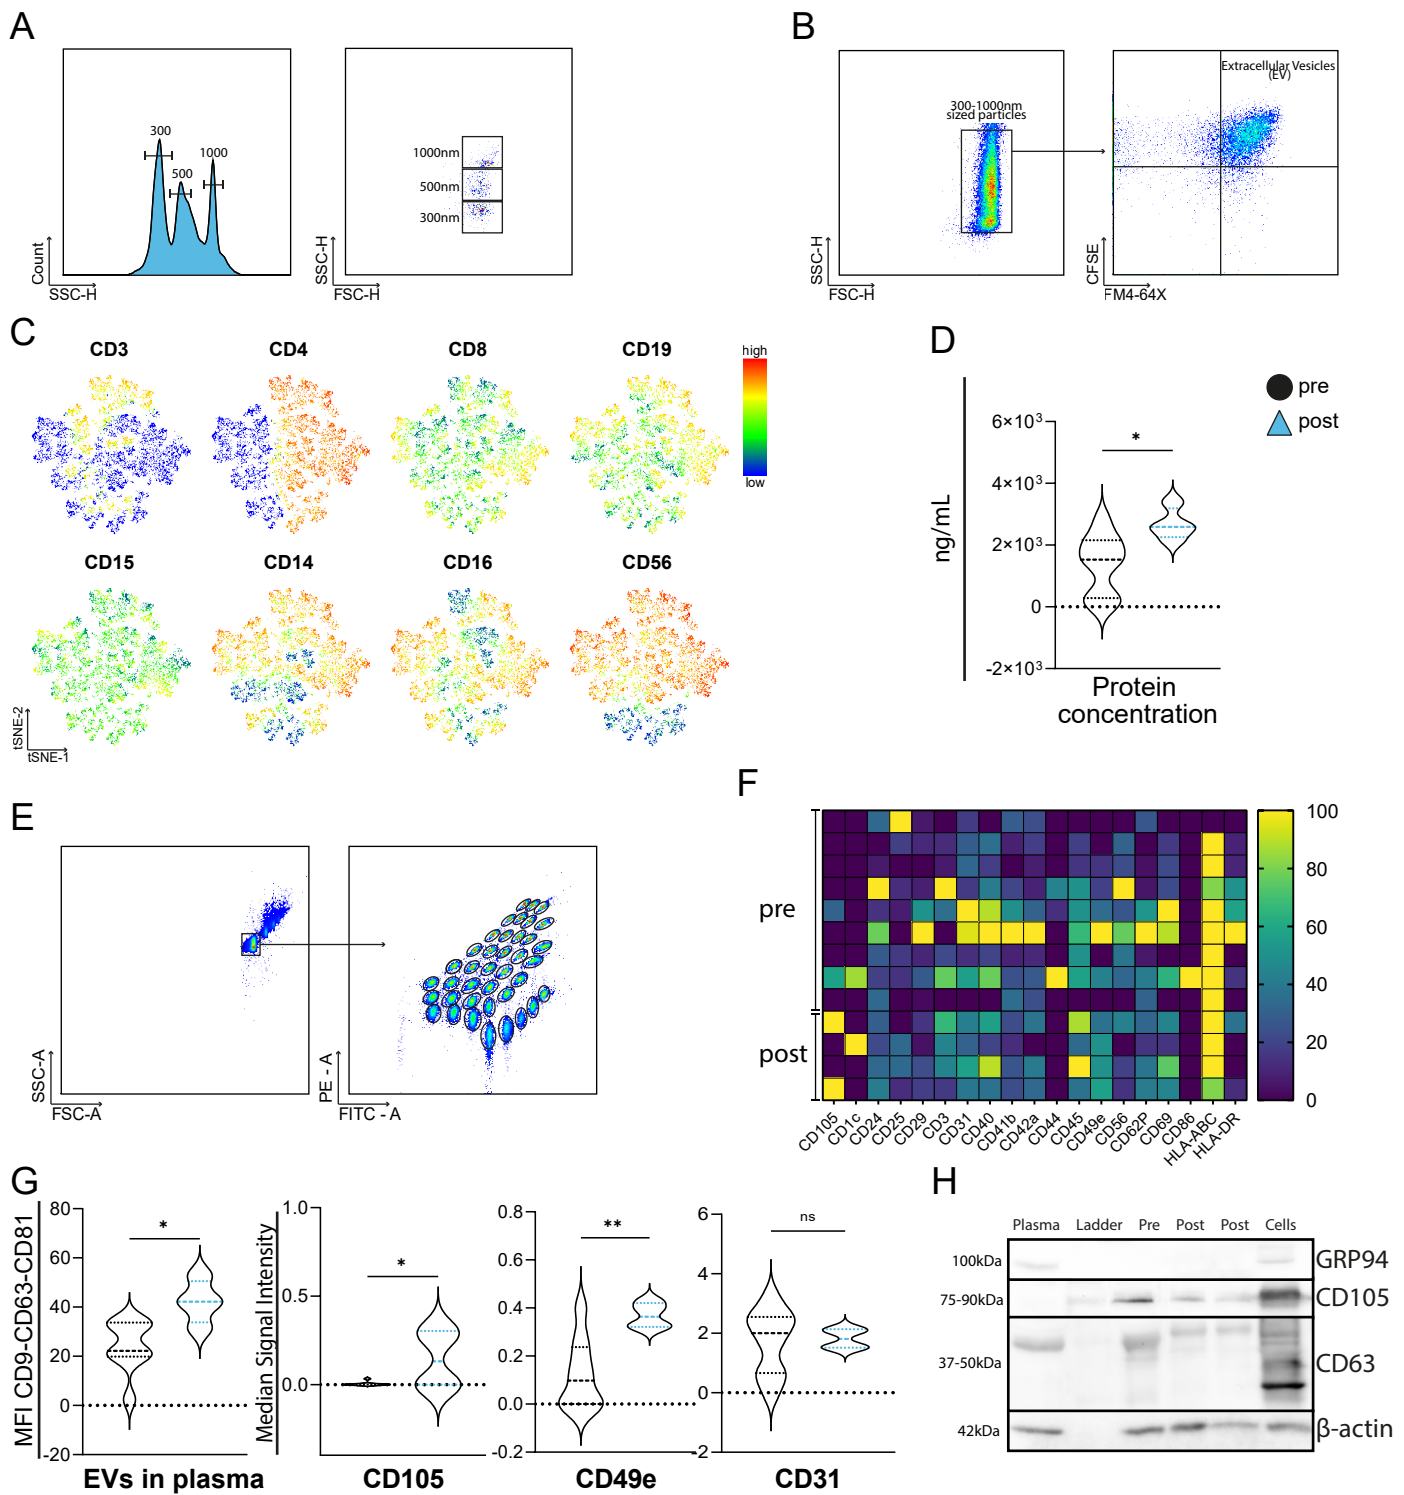 A
300
500
1000
Count
SSC-H
1000nm
500nm
300nm
SSC-H
FSC-H
B
300-1000nm
sized particles
SSC-H
FSC-H
Extracellular Vesicles
(EV)
CFSE
FM4-64X
C
CD3
CD4
CD8
CD19
high
low
CD15
CD14
CD16
CD56
tSNE-2
tSNE-1
D
pre
post
6×10³
4×10³
2×10³
0
-2×10³
*
ng/mL
Protein
concentration
E
SSC-A
FSC-A
PE - A
FITC - A
F
pre
post
100
80
60
40
20
0
CD105
CD1c
CD24
CD25
CD29
CD3
CD31
CD40
CD41b
CD42a
CD44
CD45
CD49e
CD56
CD62P
CD69
CD86
HLA-ABC
HLA-DR
G
MFI CD9-CD63-CD81
80
60
40
20
0
-20
*
EVs in plasma
Median Signal Intensity
1.0
0.5
0.0
*
CD105
0.8
0.6
0.4
0.2
0.0
-0.2
**
CD49e
6
4
2
0
-2
ns
CD31
H
Plasma Ladder Pre Post Post Cells
100kDa GRP94
75-90kDa CD105
37-50kDa CD63
42kDa β-actin